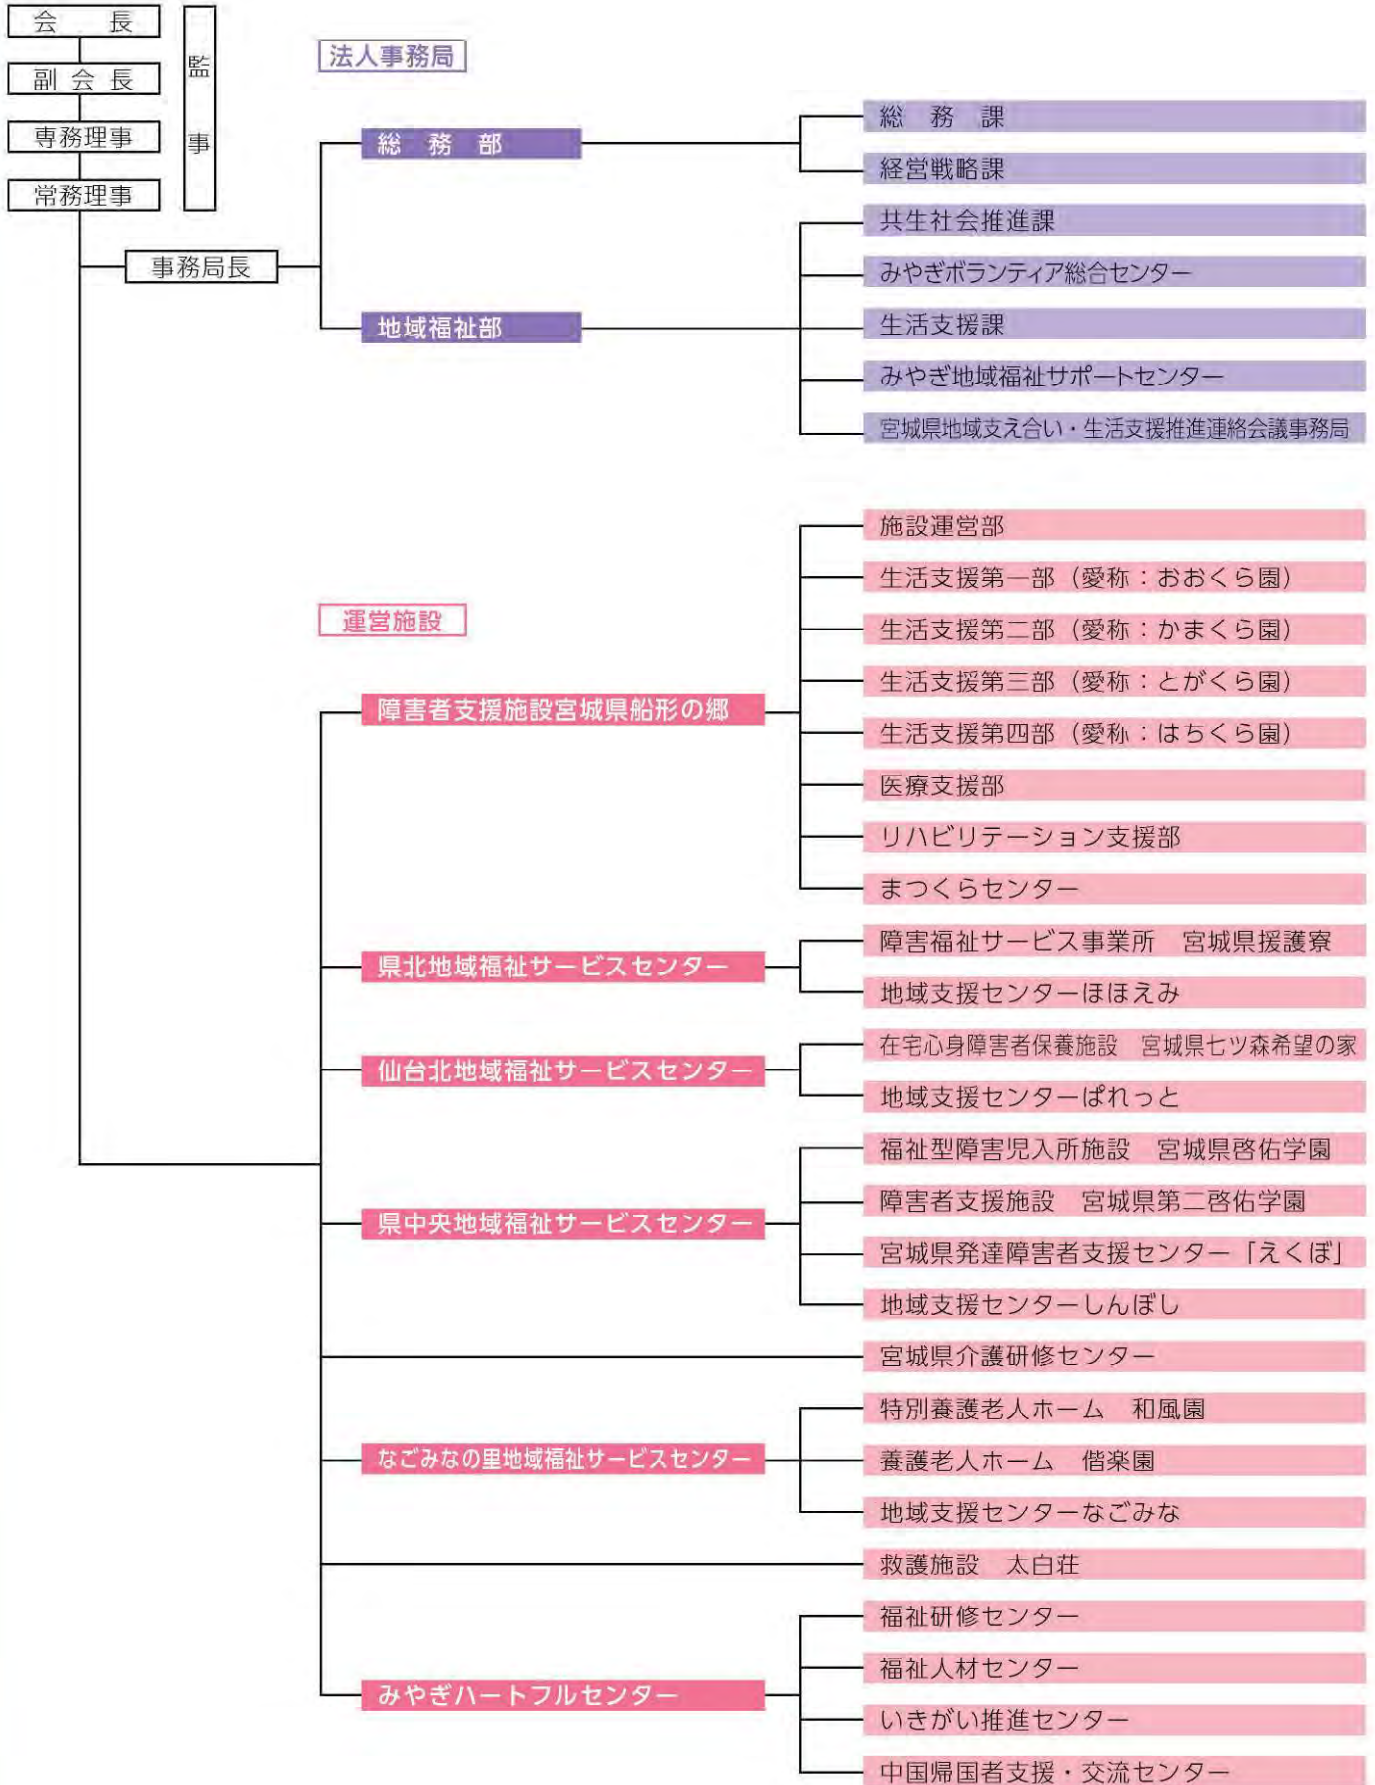 会　　長
副 会 長
専務理事
常務理事
監　事
事務局長
法人事務局
総　務　部
総　務　課
経営戦略課
地域福祉部
共生社会推進課
みやぎボランティア総合センター
生活支援課
みやぎ地域福祉サポートセンター
宮城県地域支え合い・生活支援推進連絡会議事務局
運営施設
障害者支援施設宮城県船形の郷
施設運営部
生活支援第一部（愛称：おおくら園）
生活支援第二部（愛称：かまくら園）
生活支援第三部（愛称：とがくら園）
生活支援第四部（愛称：はちくら園）
医療支援部
リハビリテーション支援部
まつくらセンター
県北地域福祉サービスセンター
障害福祉サービス事業所　宮城県援護寮
地域支援センターほほえみ
仙台北地域福祉サービスセンター
在宅心身障害者保養施設　宮城県七ツ森希望の家
地域支援センターぱれっと
県中央地域福祉サービスセンター
福祉型障害児入所施設　宮城県啓佑学園
障害者支援施設　宮城県第二啓佑学園
宮城県発達障害者支援センター「えくぼ」
地域支援センターしんぼし
宮城県介護研修センター
なごみなの里地域福祉サービスセンター
特別養護老人ホーム　和風園
養護老人ホーム　偕楽園
地域支援センターなごみな
救護施設　太白荘
みやぎハートフルセンター
福祉研修センター
福祉人材センター
いきがい推進センター
中国帰国者支援・交流センター